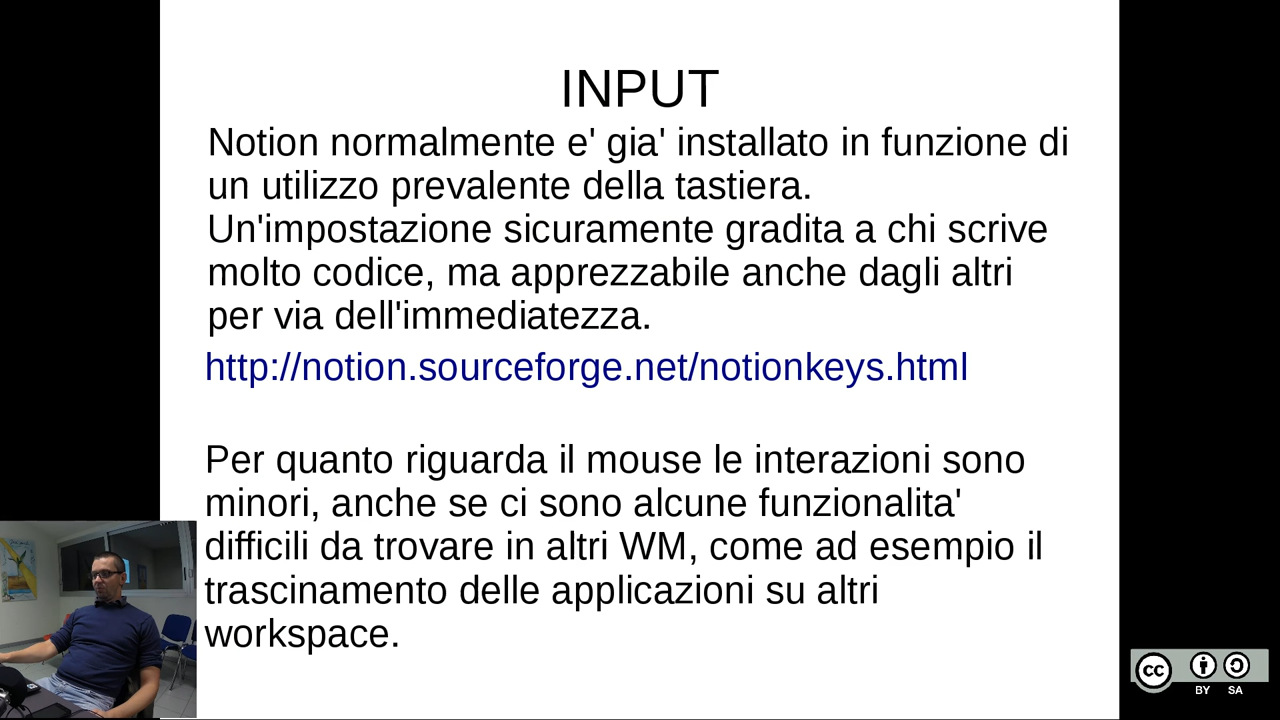 INPUT
Notion normalmente e' gia' installato in funzione di
un utilizzo prevalente della tastiera.
Un'impostazione sicuramente gradita a chi scrive
molto codice, ma apprezzabile anche dagli altri
per via dell'immediatezza.
http://notion.sourceforge.net/notionkeys.html
Per quanto riguarda il mouse le interazioni sono
minori, anche se ci sono alcune funzionalita'
difficili da trovare in altri WM, come ad esempio il
trascinamento delle applicazioni su altri
workspace.
cc
BY SA